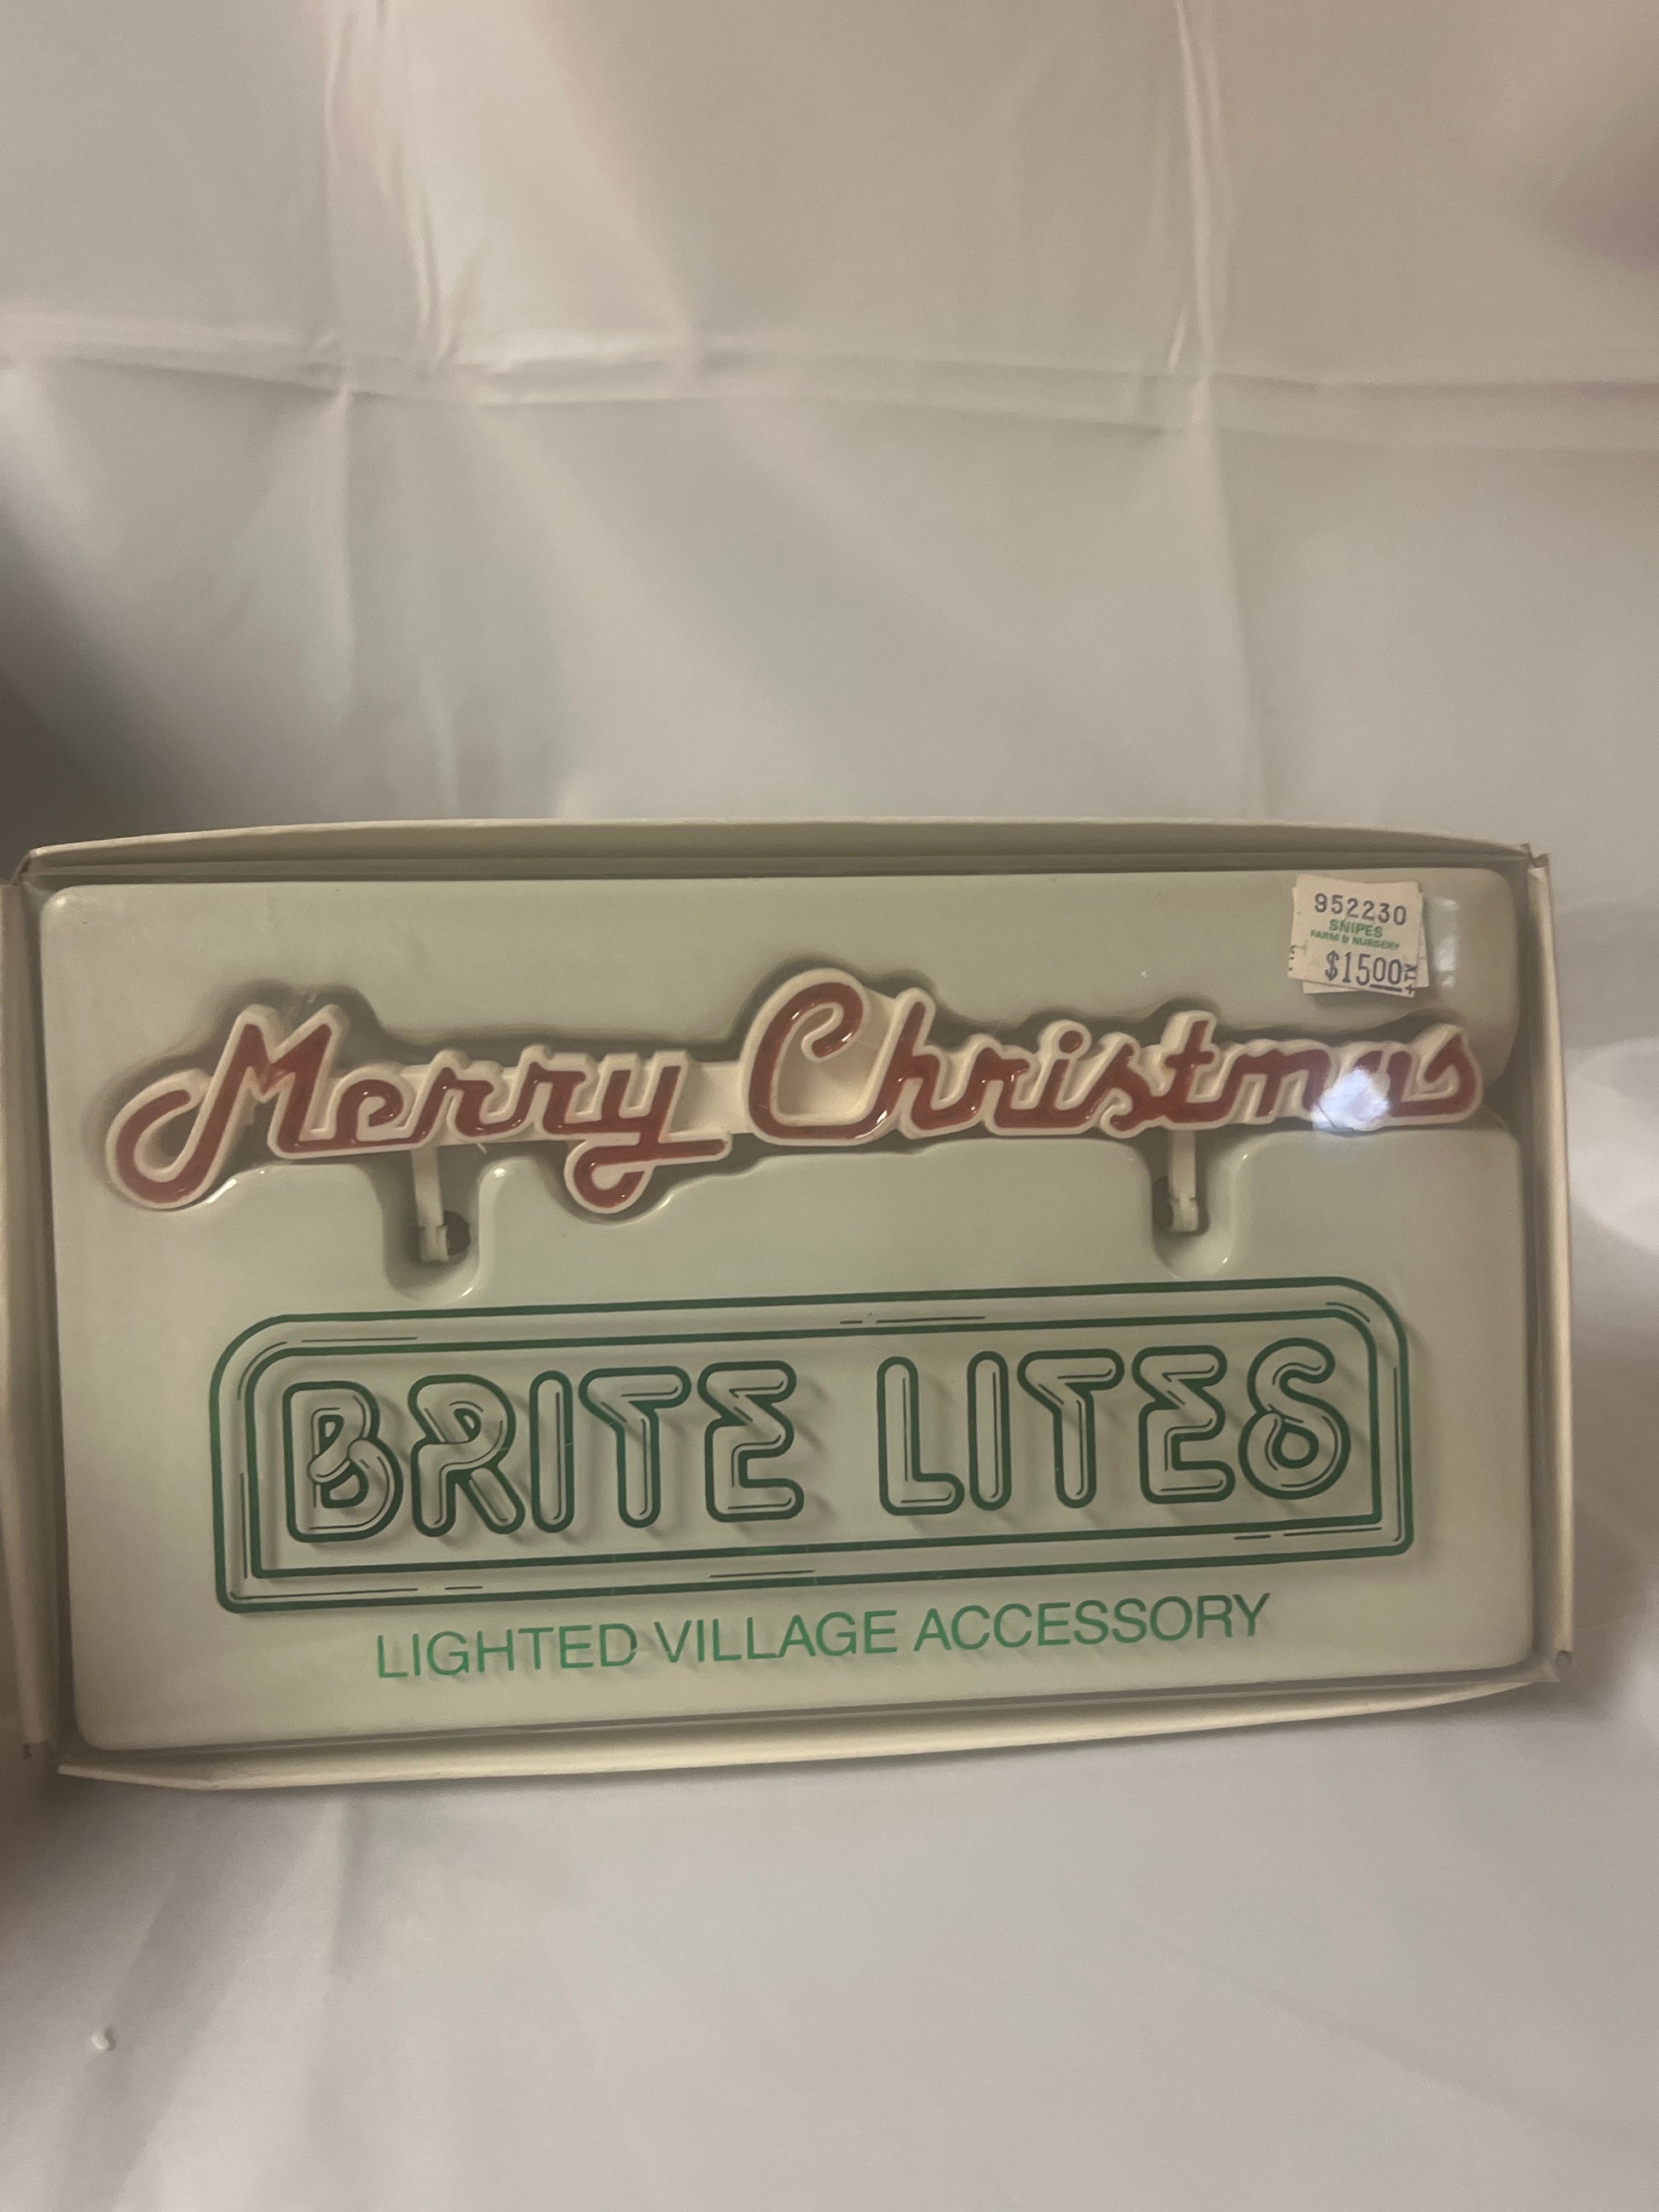 952230
SNIPES
FARM & NURSERY
$1500
Merry Christmas
BRITE LITES
LIGHTED VILLAGE ACCESSORY